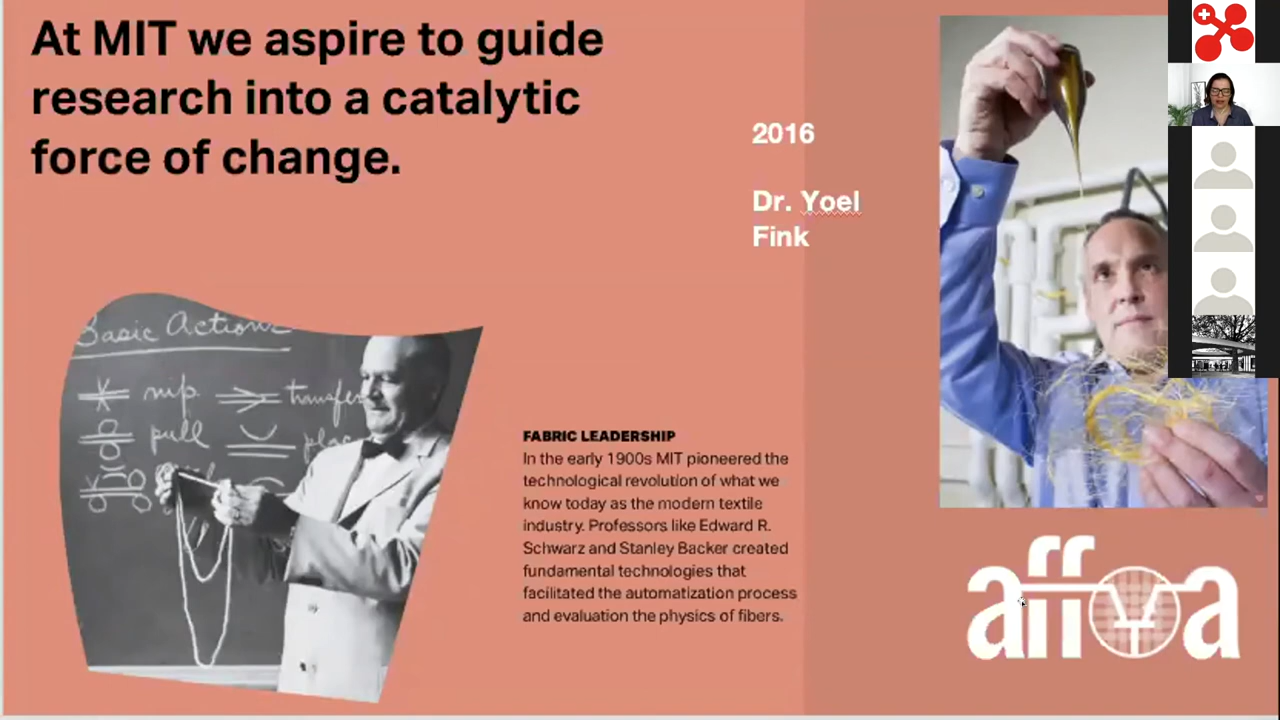 At MIT we aspire to guide
research into a catalytic
force of change.
2016
Dr. Yoel
Fink
Basic Actions
nip
transfer
pull
FABRIC LEADERSHIP
In the early 1900s MIT pioneered the
technological revolution of what we
know today as the modern textile
industry. Professors like Edward R.
Schwarz and Stanley Backer created
fundamental technologies that
facilitated the automatization process
and evaluation the physics of fibers.
affoa